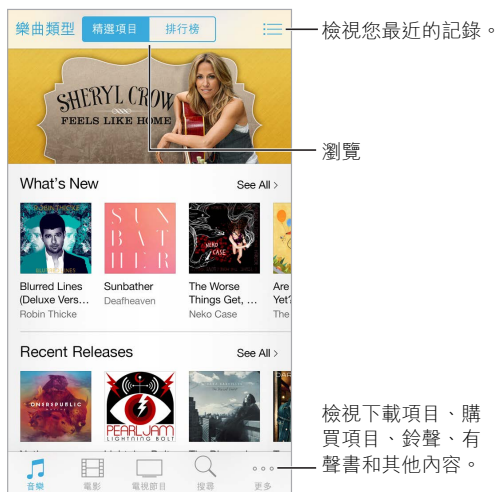 樂曲類型 精選項目 排行榜
檢視您最近的記錄。
SHERYL CROW
FEELS LIKE HOME
瀏覽
What's New See All >
ROBIN THICKE
SUN
BAT
HER
NEKO CASE
Blurred Lines (Deluxe Vers…
Robin Thicke
Sunbather
Deafheaven
The Worse Things Get, …
Neko Case
Are
Yet?
The
Recent Releases See All >
ONEREPUBLIC
PEARL JAM
LIGHTNING BOLT
檢視下載項目、購
買項目、鈴聲、有
聲書和其他內容。
音樂 電影 電視節目 搜尋 更多